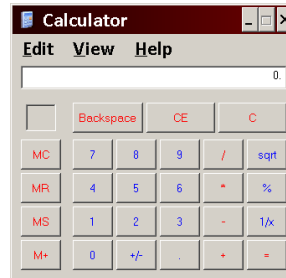 Calculator
Edit View Help
0.
Backspace CE C
MC 7 8 9 / sqrt
MR 4 5 6 * %
MS 1 2 3 - 1/x
M+ 0 +/- . + =